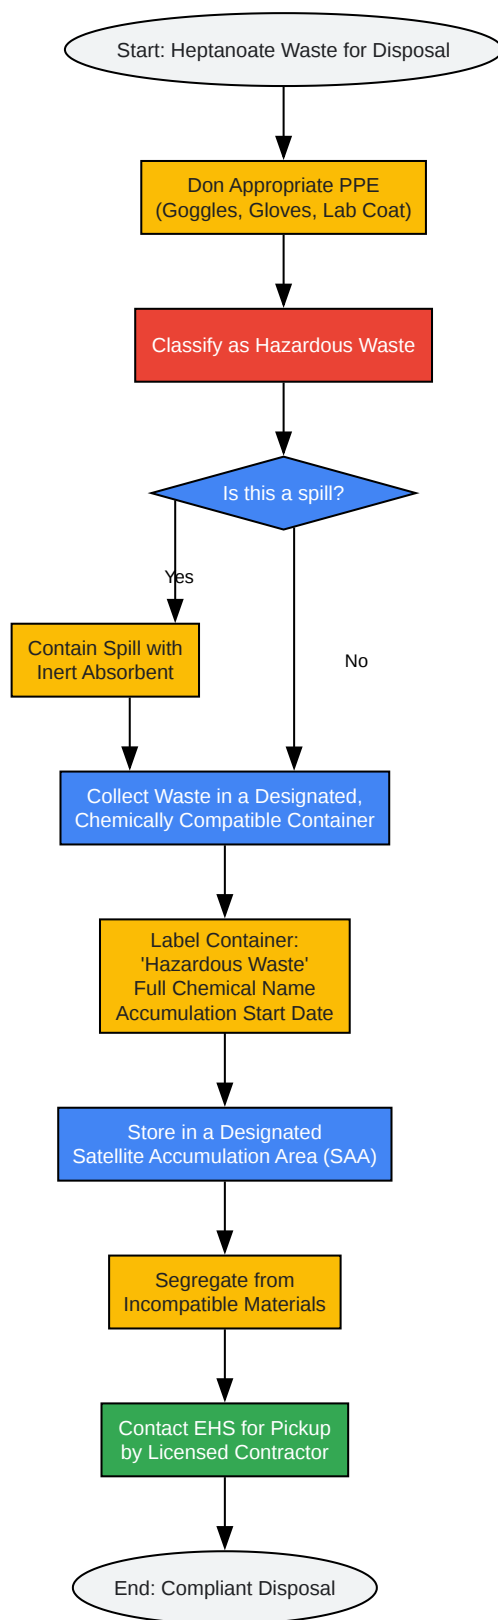 Start: Heptanoate Waste for Disposal
Don Appropriate PPE
(Goggles, Gloves, Lab Coat)
Classify as Hazardous Waste
Is this a spill?
Yes
Contain Spill with
Inert Absorbent
No
Collect Waste in a Designated,
Chemically Compatible Container
Label Container:
'Hazardous Waste'
Full Chemical Name
Accumulation Start Date
Store in a Designated
Satellite Accumulation Area (SAA)
Segregate from
Incompatible Materials
Contact EHS for Pickup
by Licensed Contractor
End: Compliant Disposal